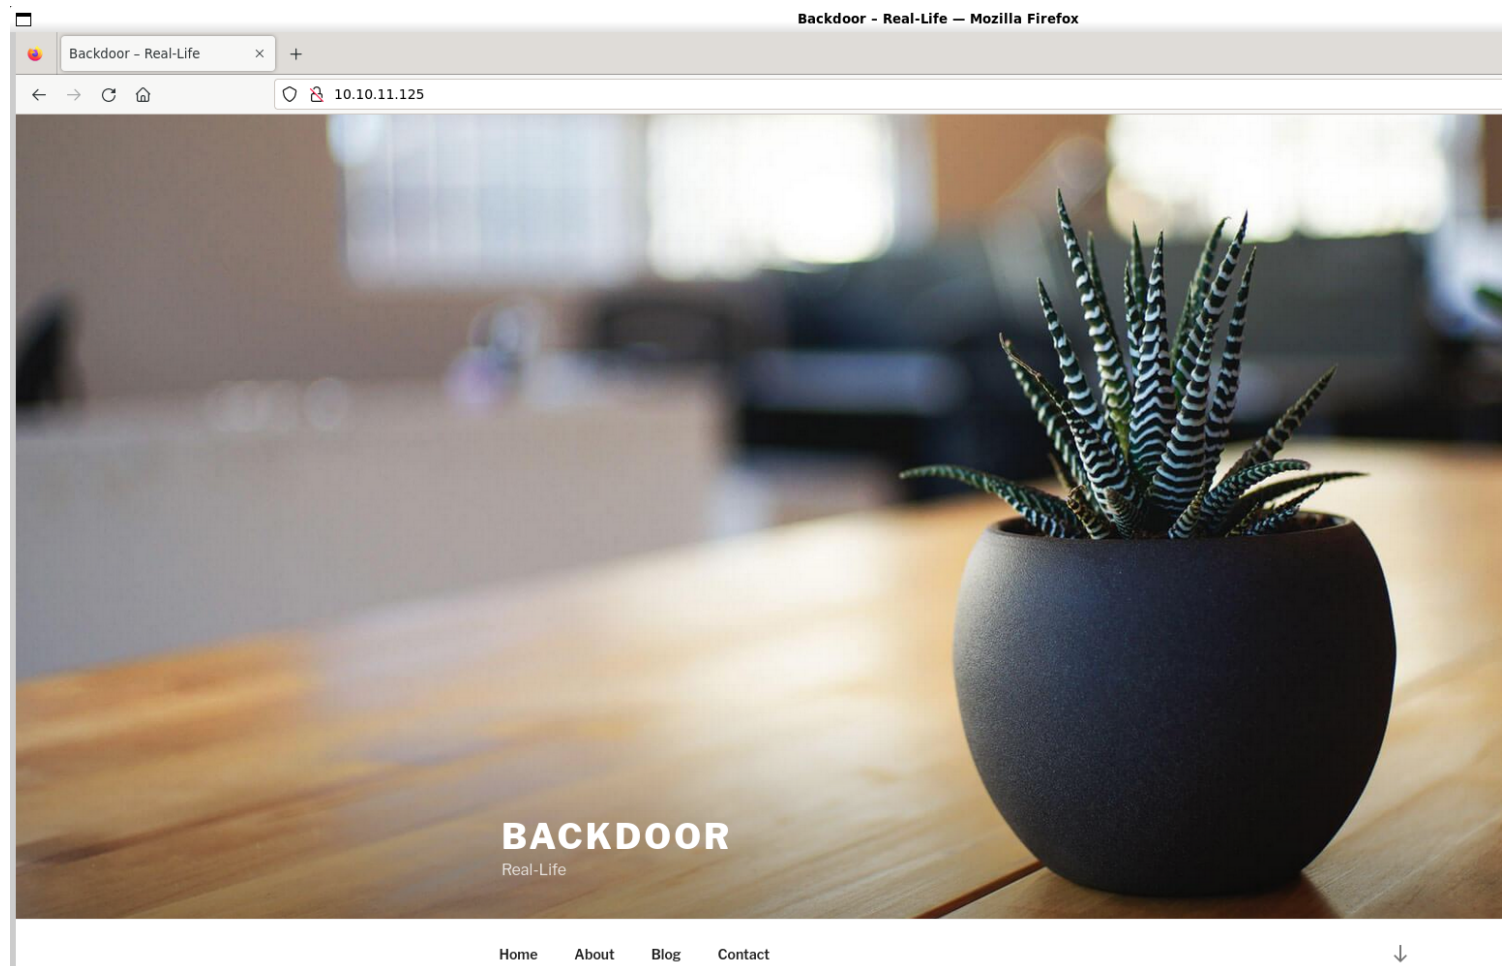 Backdoor – Real-Life — Mozilla Firefox
Backdoor – Real-Life
10.10.11.125
BACKDOOR
Real-Life
Home About Blog Contact